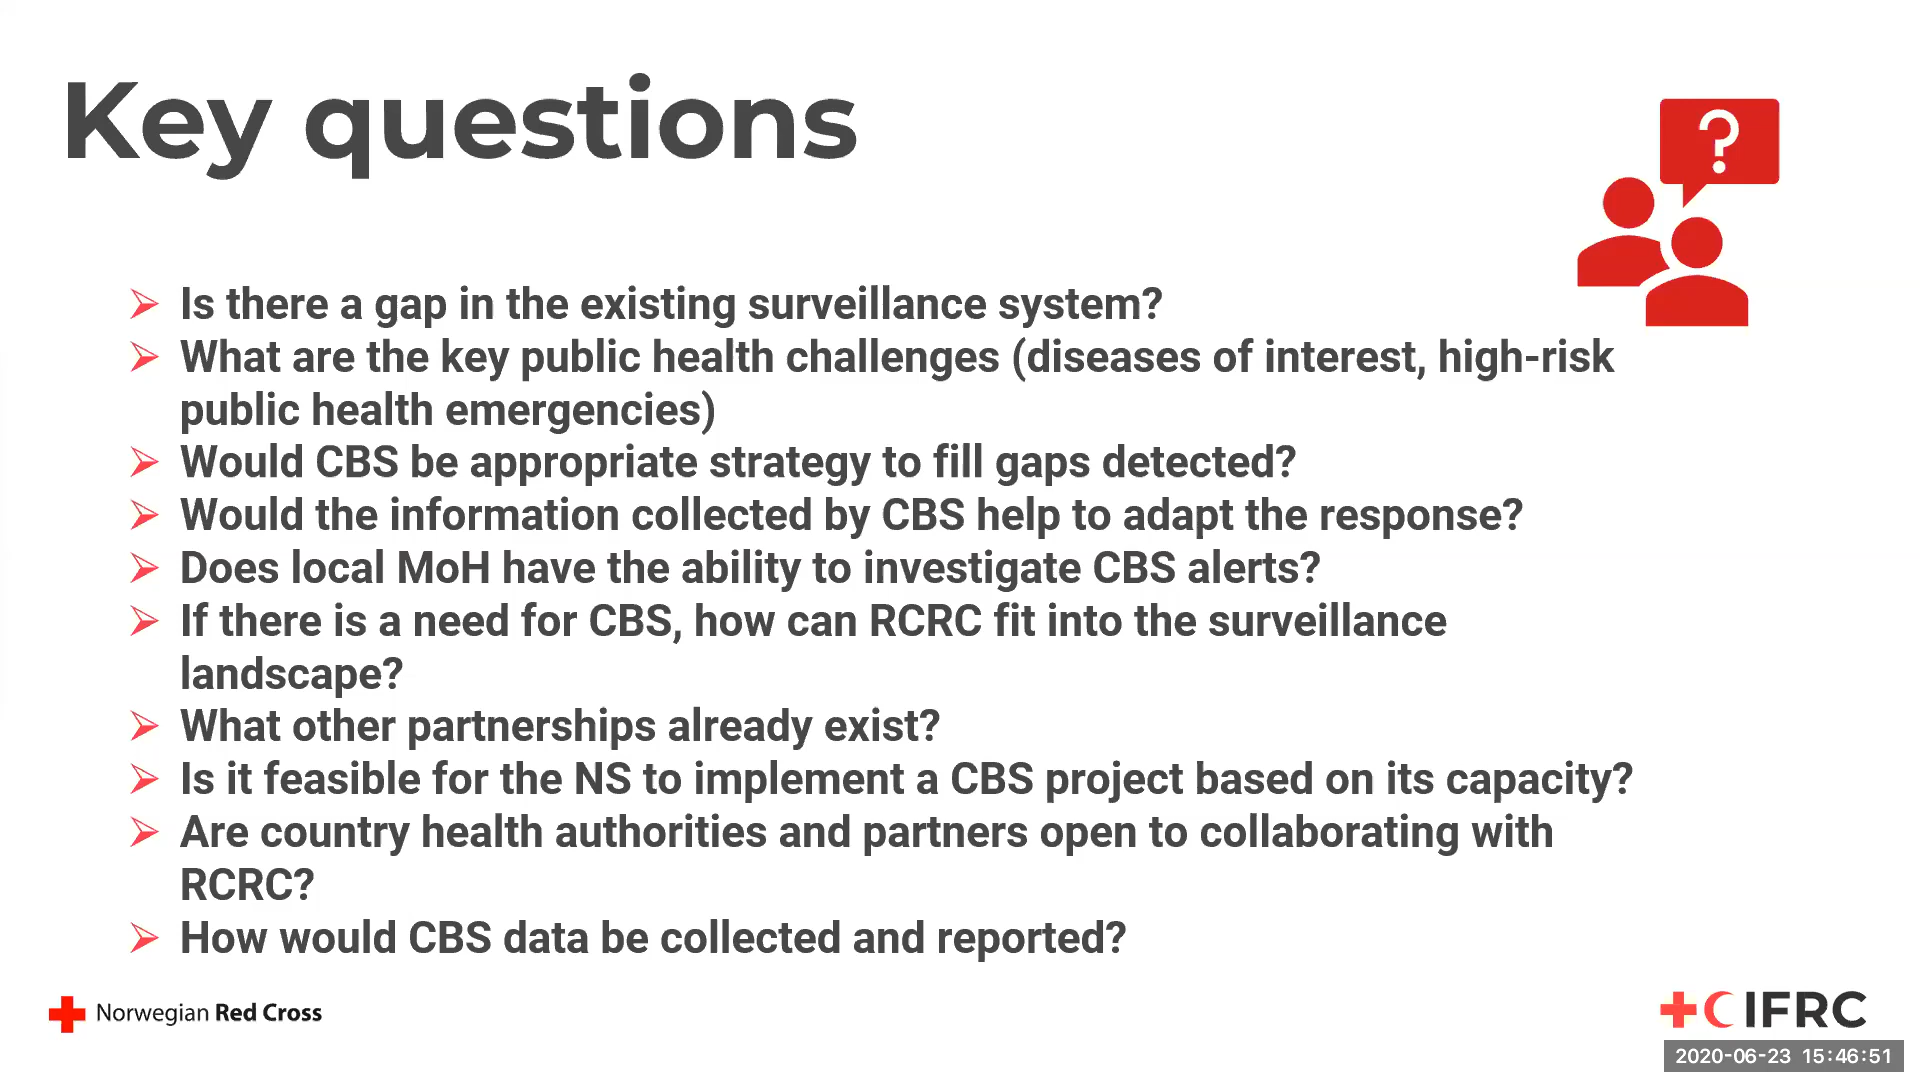 Key questions
?
Is there a gap in the existing surveillance system?
What are the key public health challenges (diseases of interest, high-risk
public health emergencies)
Would CBS be appropriate strategy to fill gaps detected?
Would the information collected by CBS help to adapt the response?
Does local MoH have the ability to investigate CBS alerts?
If there is a need for CBS, how can RCRC fit into the surveillance
landscape?
What other partnerships already exist?
Is it feasible for the NS to implement a CBS project based on its capacity?
Are country health authorities and partners open to collaborating with
RCRC?
How would CBS data be collected and reported?
Norwegian Red Cross
IFRC
2020-06-23 15:46:51